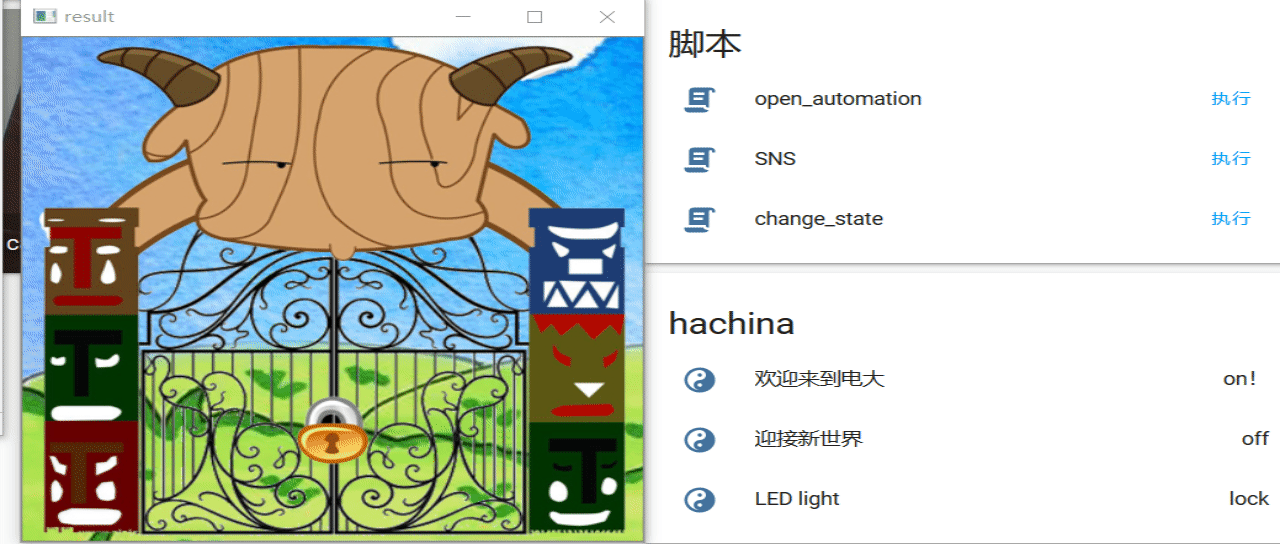 result
C
脚本
open_automation 执行
SNS 执行
change_state 执行
hachina
欢迎来到电大 on!
迎接新世界 off
LED light lock